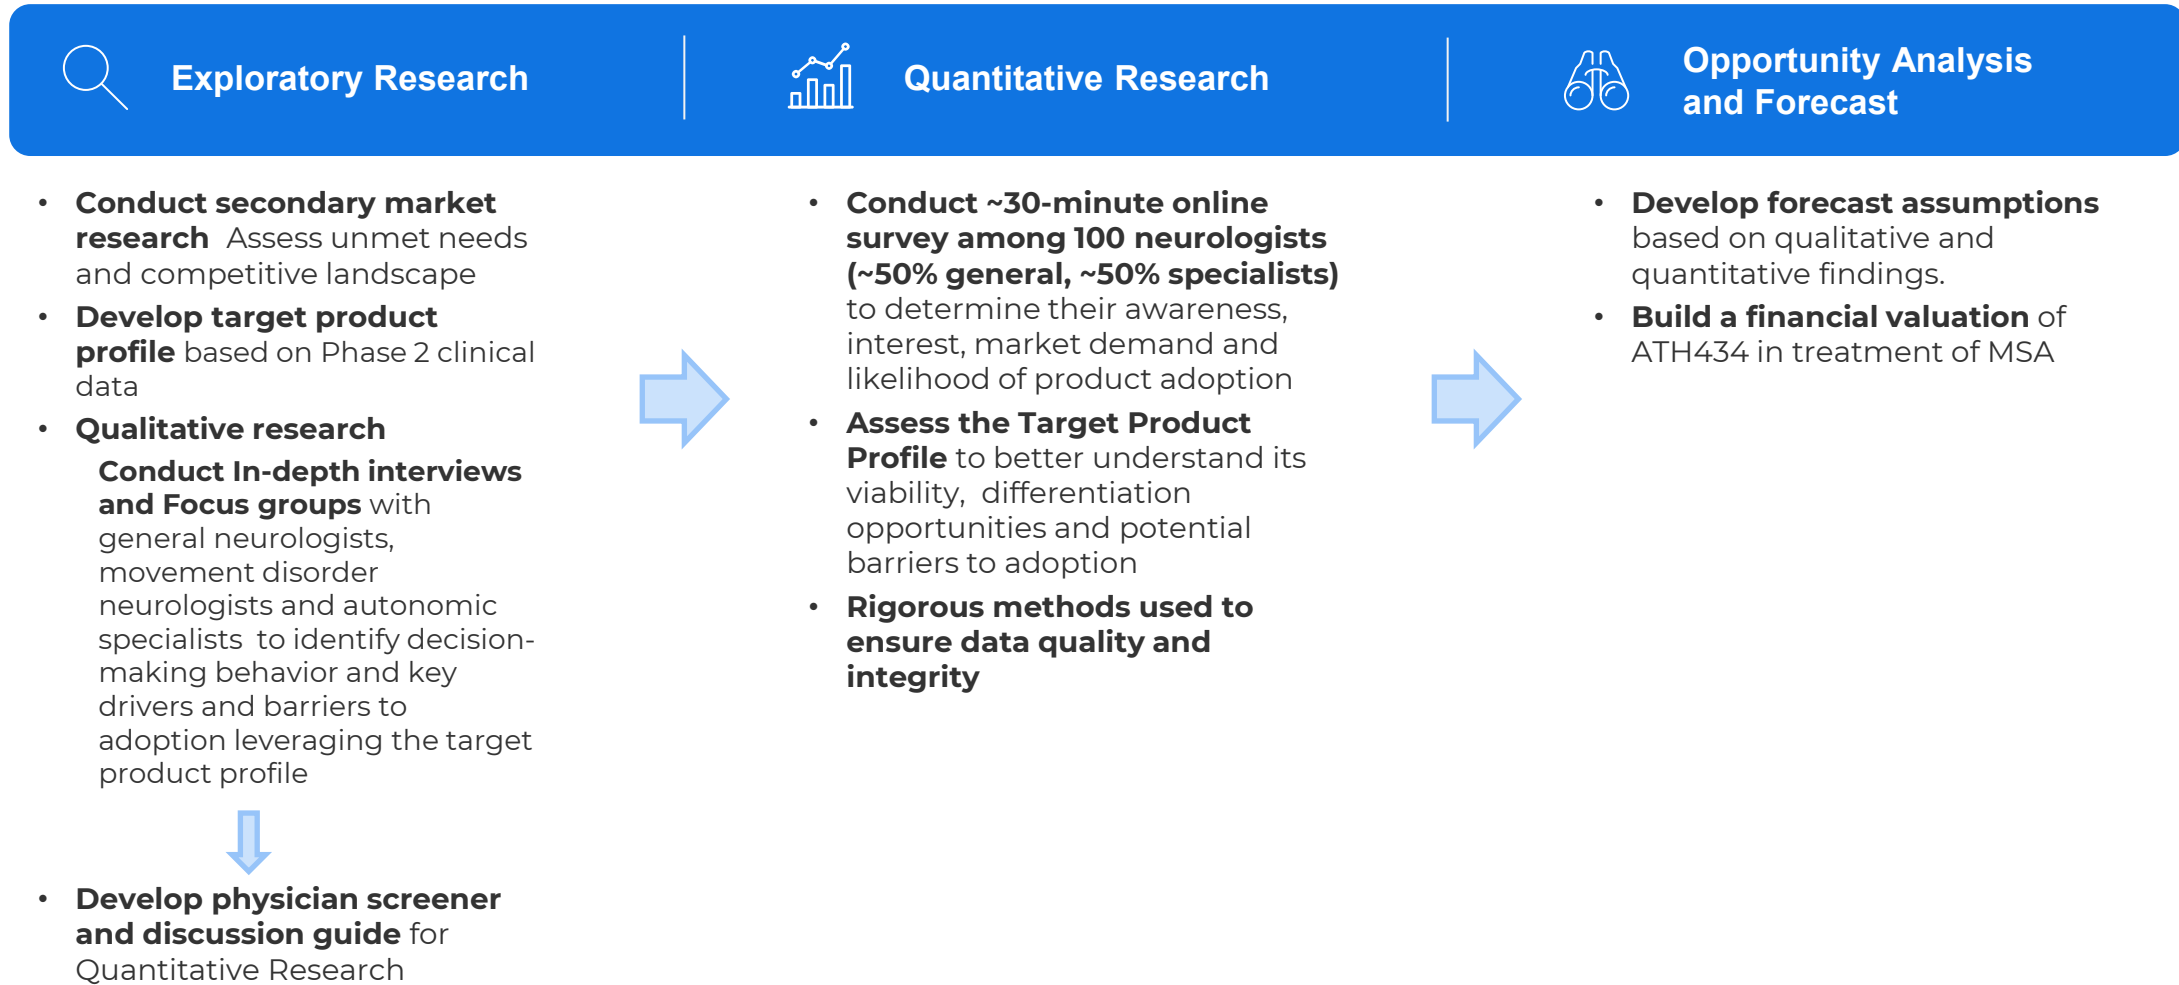 Exploratory Research
Quantitative Research
Opportunity Analysis
and Forecast
• Conduct secondary market
research  Assess unmet needs
and competitive landscape
• Develop target product
profile based on Phase 2 clinical
data
• Qualitative research
Conduct In-depth interviews
and Focus groups with
general neurologists,
movement disorder
neurologists and autonomic
specialists  to identify decision-
making behavior and key
drivers and barriers to
adoption leveraging the target
product profile
• Develop physician screener
and discussion guide for
Quantitative Research
• Conduct ~30-minute online
survey among 100 neurologists
(~50% general, ~50% specialists)
to determine their awareness,
interest, market demand and
likelihood of product adoption
• Assess the Target Product
Profile to better understand its
viability,  differentiation
opportunities and potential
barriers to adoption
• Rigorous methods used to
ensure data quality and
integrity
• Develop forecast assumptions
based on qualitative and
quantitative findings.
• Build a financial valuation of
ATH434 in treatment of MSA